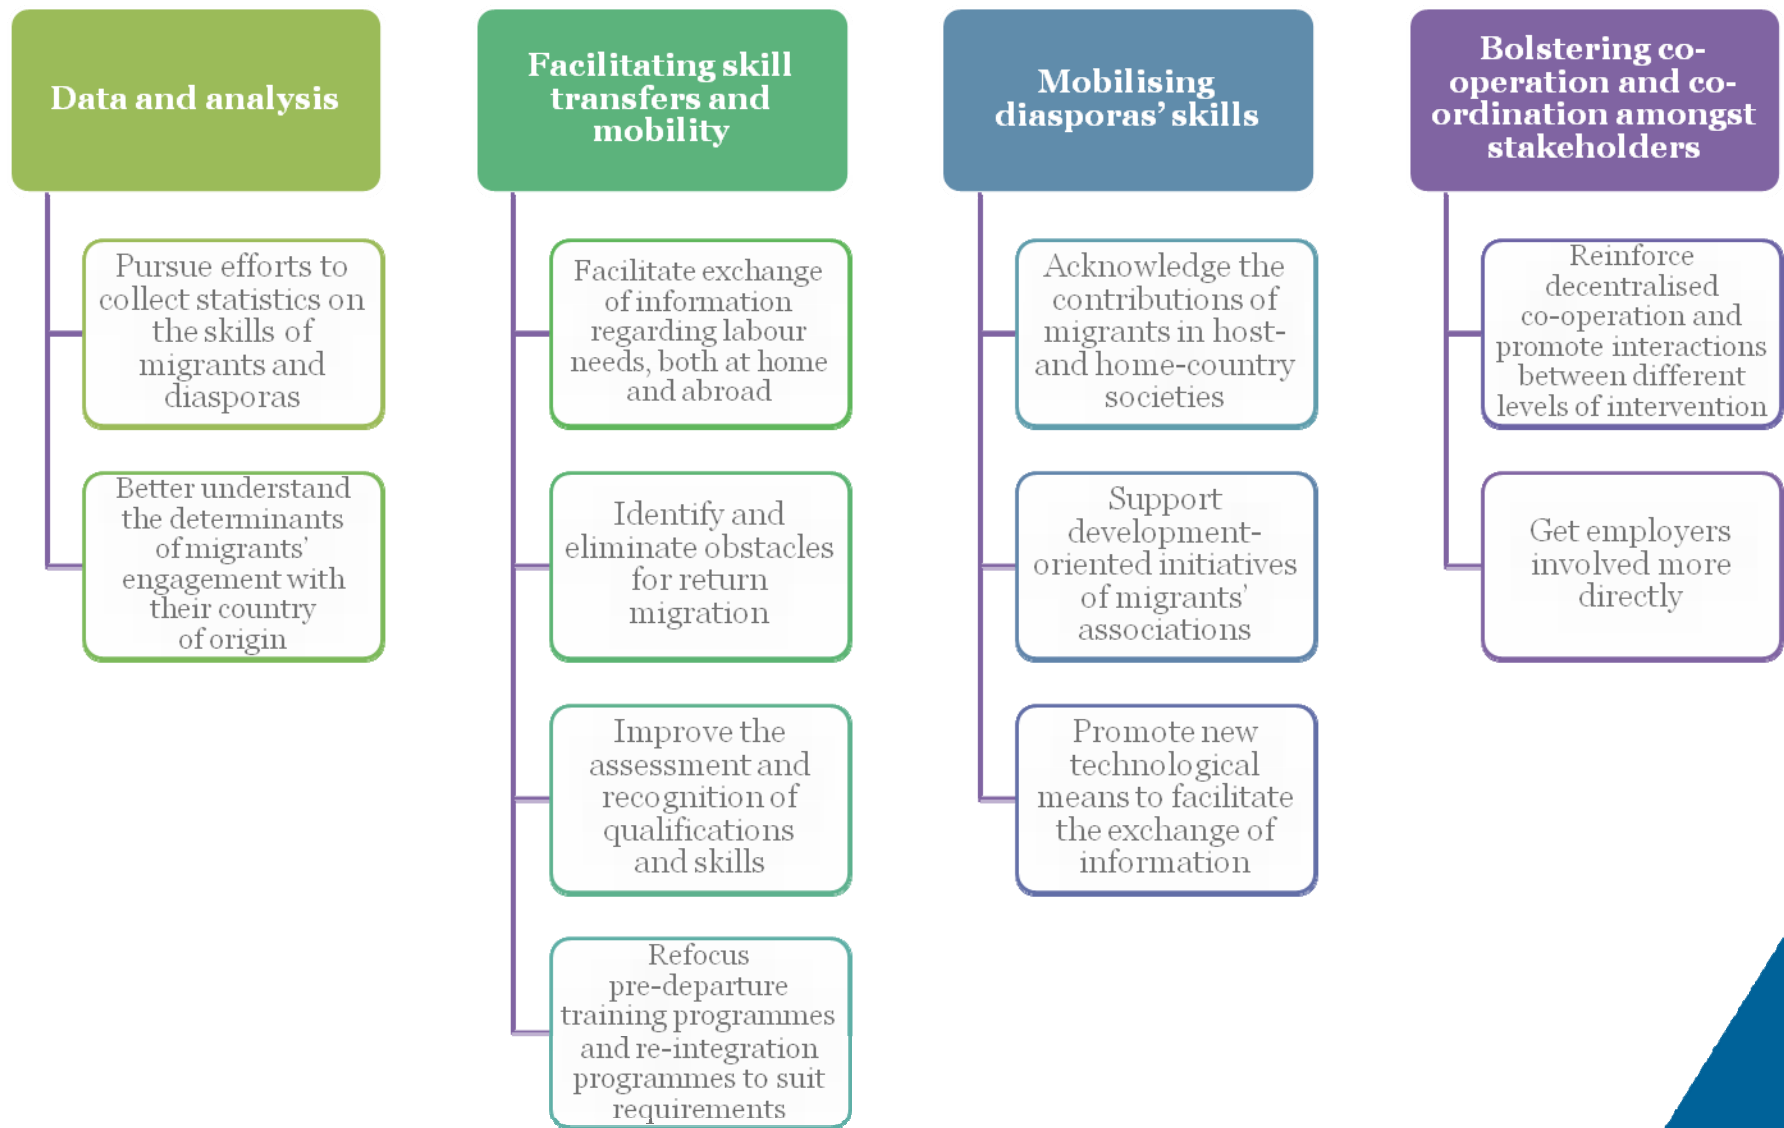 Data and analysis
Pursue efforts to
collect statistics on
the skills of
migrants and
diasporas
Better understand
the determinants
of migrants’
engagement with
their country
of origin
Facilitating skill
transfers and
mobility
Facilitate exchange
of information
regarding labour
needs, both at home
and abroad
Identify and
eliminate obstacles
for return
migration
Improve the
assessment and
recognition of
qualifications
and skills
Refocus
pre-departure
training programmes
and re-integration
programmes to suit
requirements
Mobilising
diasporas’ skills
Acknowledge the
contributions of
migrants in host-
and home-country
societies
Support
development-
oriented initiatives
of migrants’
associations
Promote new
technological
means to facilitate
the exchange of
information
Bolstering co-
operation and co-
ordination amongst
stakeholders
Reinforce
decentralised
co-operation and
promote interactions
between different
levels of intervention
Get employers
involved more
directly